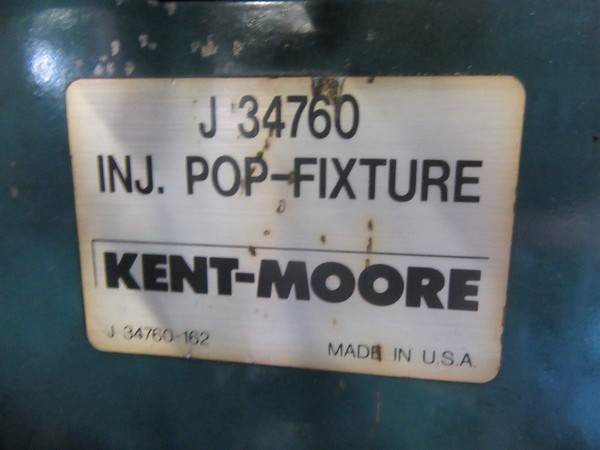 J 34760
INJ. POP-FIXTURE
KENT-MOORE
J 34760-162
MADE IN U.S.A.